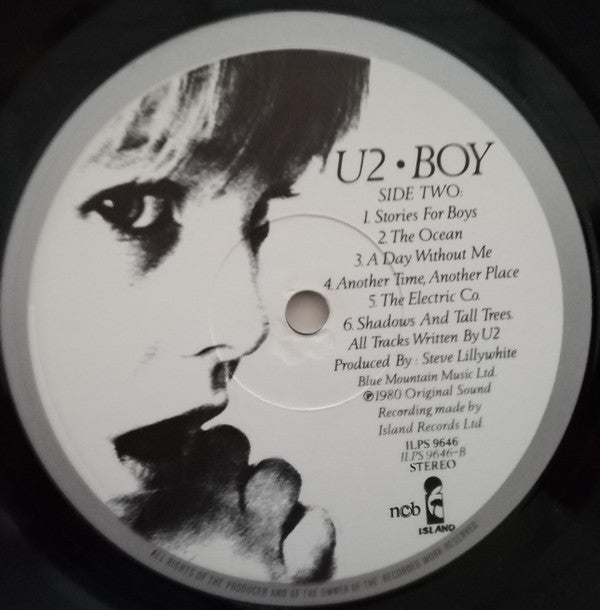 U2 • BOY
SIDE TWO:
1. Stories For Boys
2. The Ocean
3. A Day Without Me
4. Another Time, Another Place
5. The Electric Co.
6. Shadows And Tall Trees.
All Tracks Written By U2
Produced By : Steve Lillywhite
Blue Mountain Music Ltd.
℗1980 Original Sound
Recording made by
Island Records Ltd.
ILPS 9646
ILPS 9646-B
STEREO
ncb
ISLAND
ALL RIGHTS OF THE PRODUCER AND OF THE OWNER OF THE RECORDED WORK RESERVED